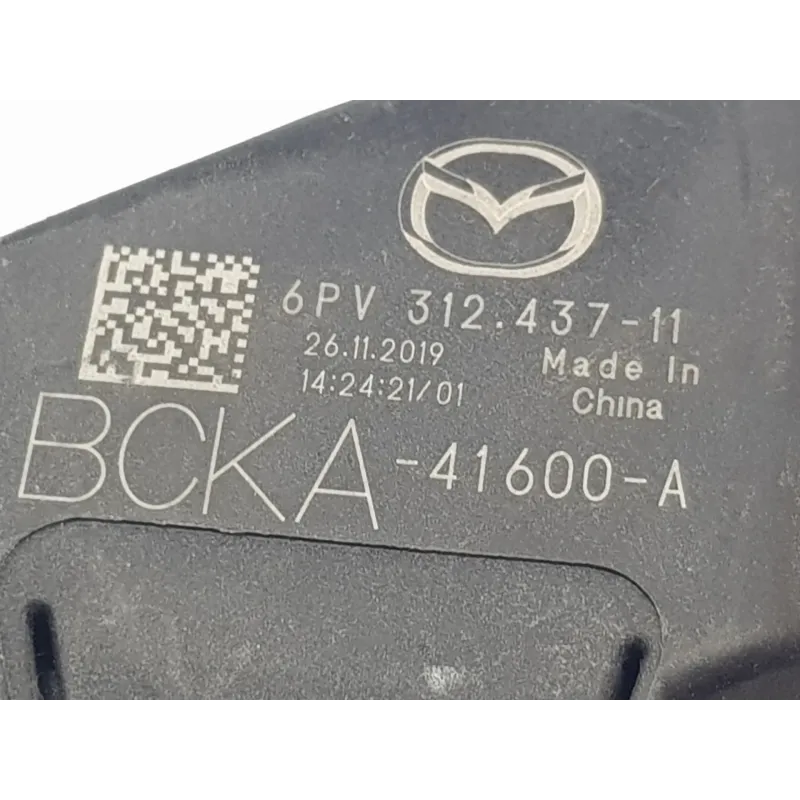 6PV 312.437-11
26.11.2019
14:24:21/01
Made In
China
BCKA-41600-A